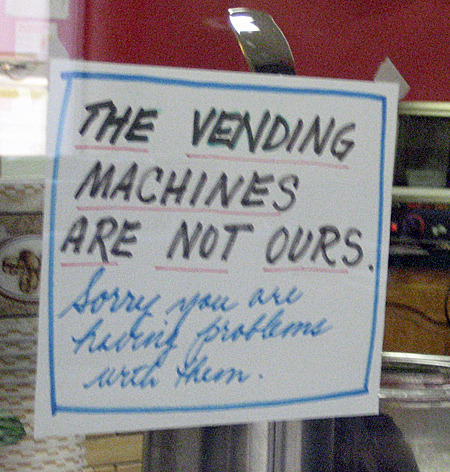 THE VENDING
MACHINES
ARE NOT OURS.
Sorry you are
having problems
with them.